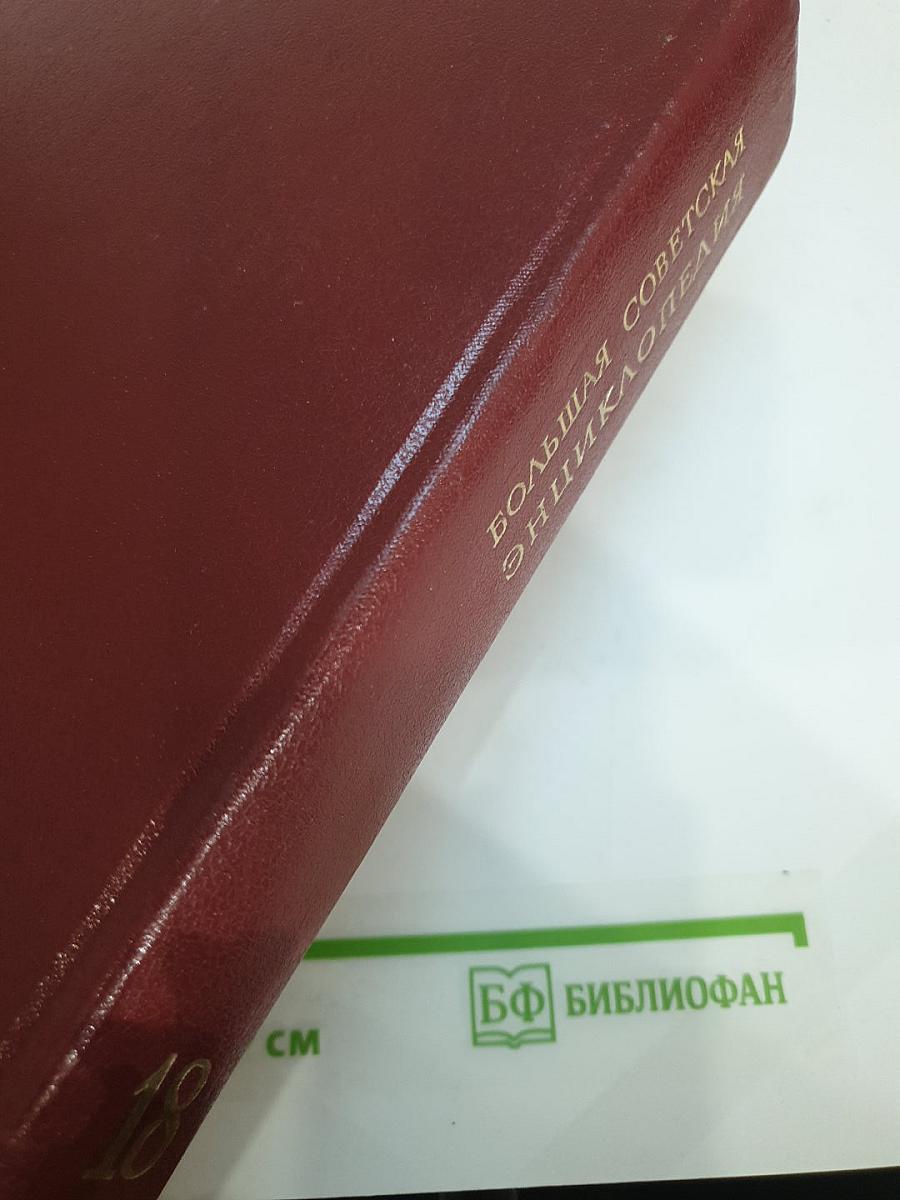 БОЛЬШАЯ СОВЕТСКАЯ
ЭНЦИКЛОПЕДИЯ
18
СМ
БФ БИБЛИОФАН